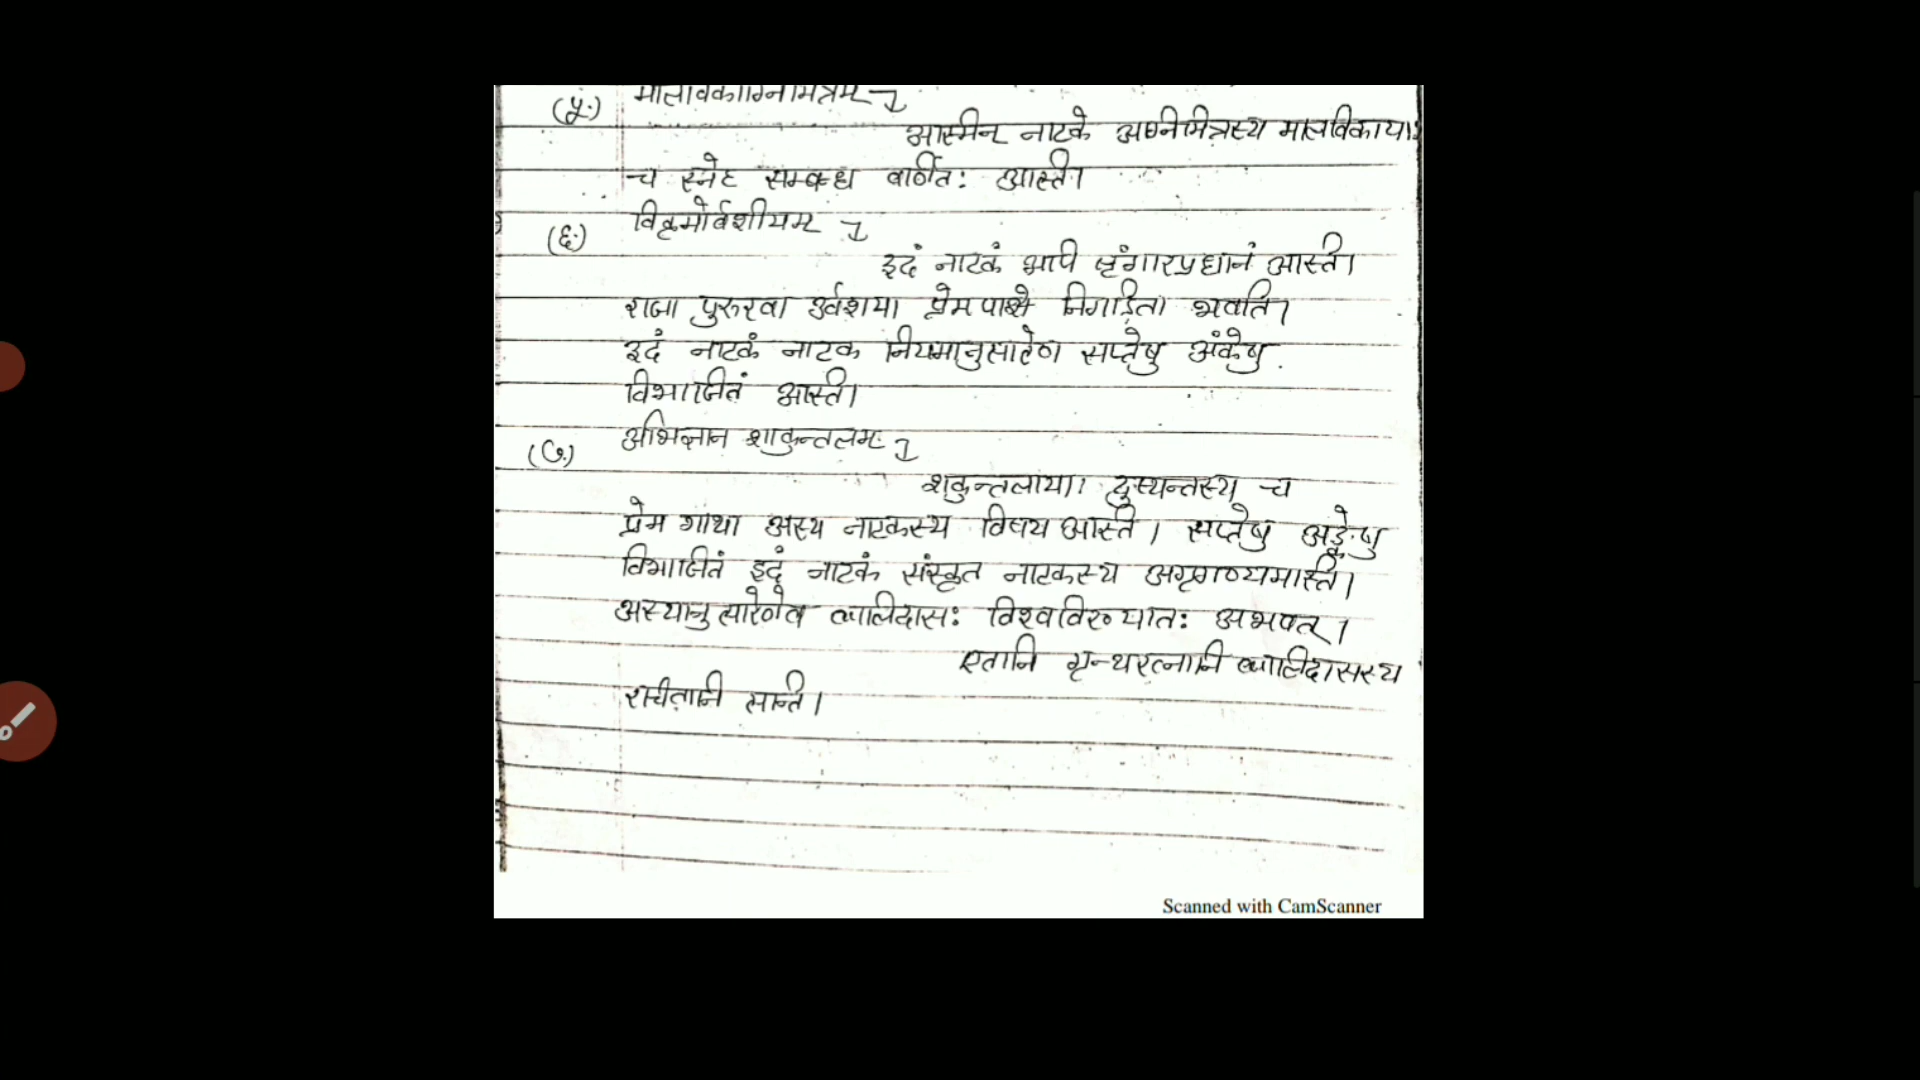 (५.) मालविकाग्निमित्रम् -
अस्मिन् नाटके अग्निमित्रस्य मालविकायाः
च स्नेह सम्बन्ध वर्णितः अस्ति।
(६.) विक्रमोर्वशीयम् -
इदं नाटकं अपि शृंगारप्रधानं अस्ति।
राजा पुरुरवा उर्वशया प्रेम पाशे निगडिता भवति।
इदं नाटकं नाटक नियमानुसारेण सप्तेषु अंकेषु
विभाजितं अस्ति।
(७.) अभिज्ञान शाकुन्तलम् -
शकुन्तलाया। दुस्यन्तस्य च
प्रेम गाथा अस्य नाटकस्य विषय अस्ति। सप्तेषु अङ्केषु
विभाजितं इदं नाटकं संस्कृत नाटकस्य अग्रगण्यमास्ति।
अस्यानुसारेणेव कालिदासः विश्वविख्यातः अभवत्।
एतानि ग्रन्थरत्नानि कालिदासस्य
रचितानि सन्ति।
Scanned with CamScanner